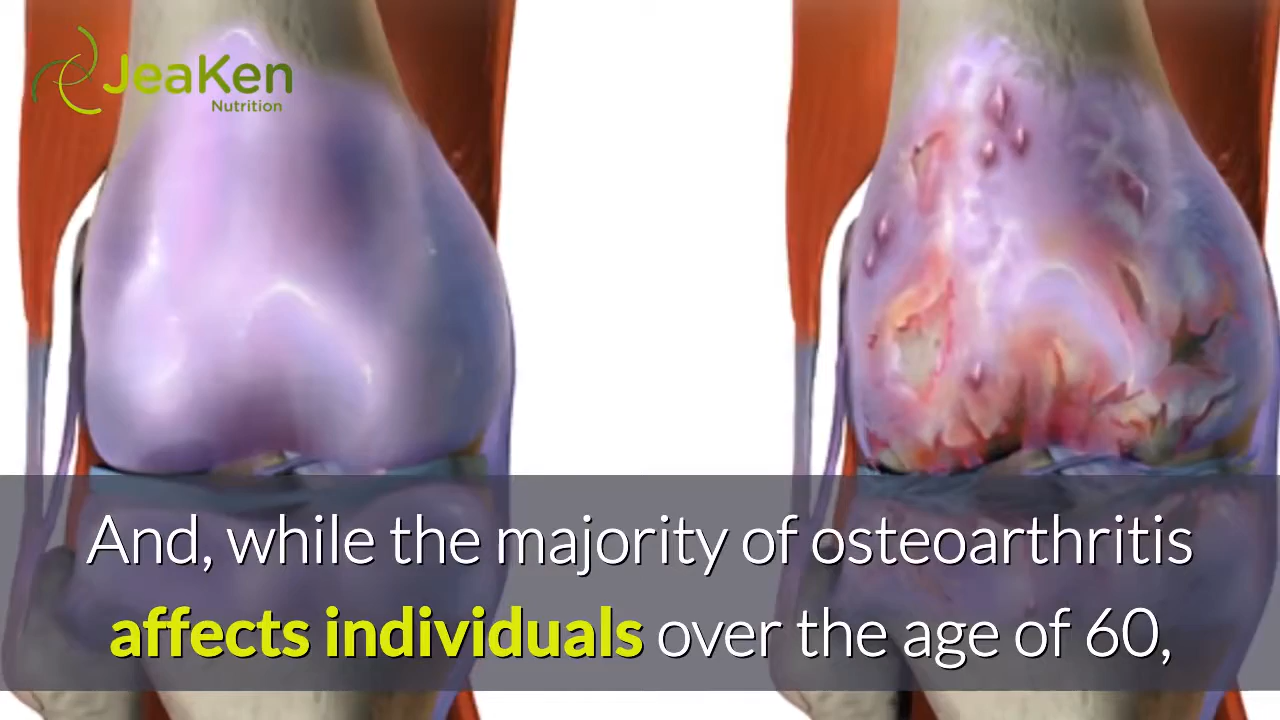 JeaKen
Nutrition
And, while the majority of osteoarthritis
affects individuals over the age of 60,